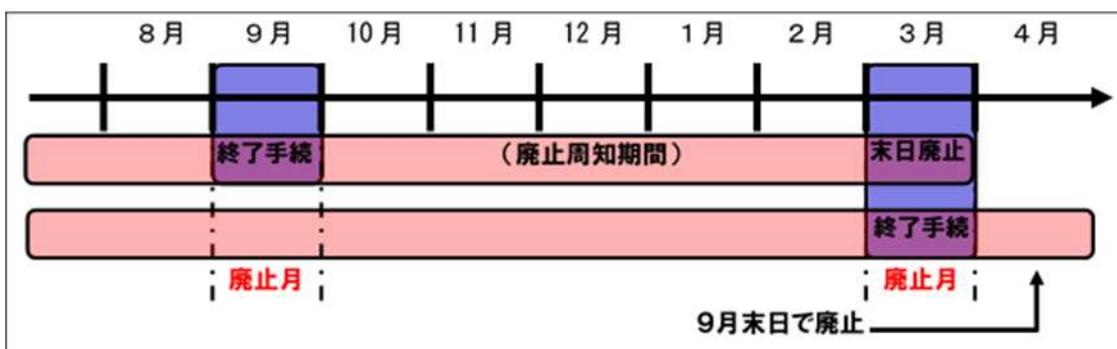 ８月 ９月 10月 11月 12月 １月 ２月 ３月 ４月
終了手続 （廃止周知期間） 末日廃止
終了手続
廃止月 廃止月
９月末日で廃止